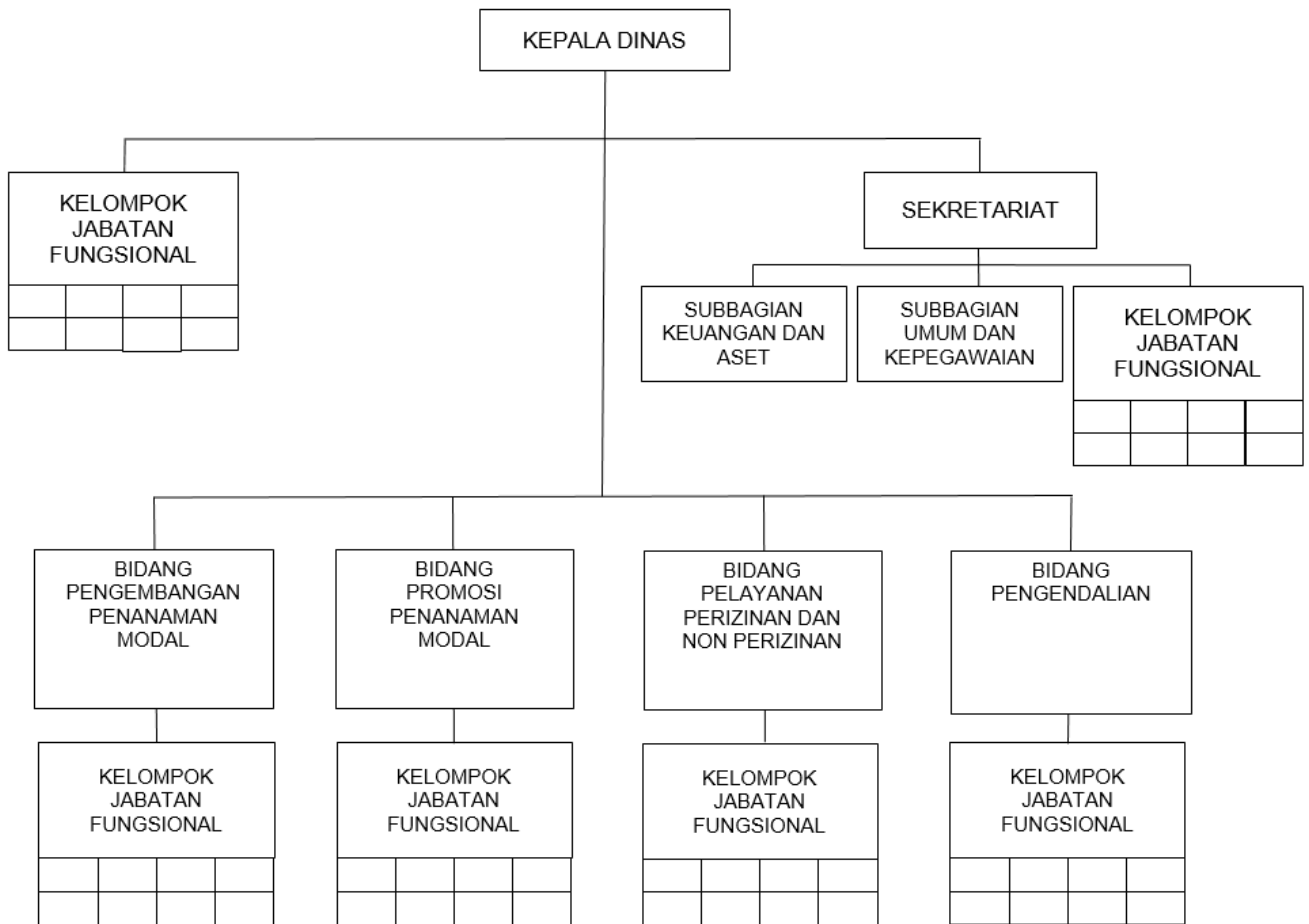 KEPALA DINAS
KELOMPOK
JABATAN
FUNGSIONAL
SEKRETARIAT
SUBBAGIAN
KEUANGAN DAN
ASET
SUBBAGIAN
UMUM DAN
KEPEGAWAIAN
KELOMPOK
JABATAN
FUNGSIONAL
BIDANG
PENGEMBANGAN
PENANAMAN
MODAL
BIDANG
PROMOSI
PENANAMAN
MODAL
BIDANG
PELAYANAN
PERIZINAN DAN
NON PERIZINAN
BIDANG
PENGENDALIAN
KELOMPOK
JABATAN
FUNGSIONAL
KELOMPOK
JABATAN
FUNGSIONAL
KELOMPOK
JABATAN
FUNGSIONAL
KELOMPOK
JABATAN
FUNGSIONAL